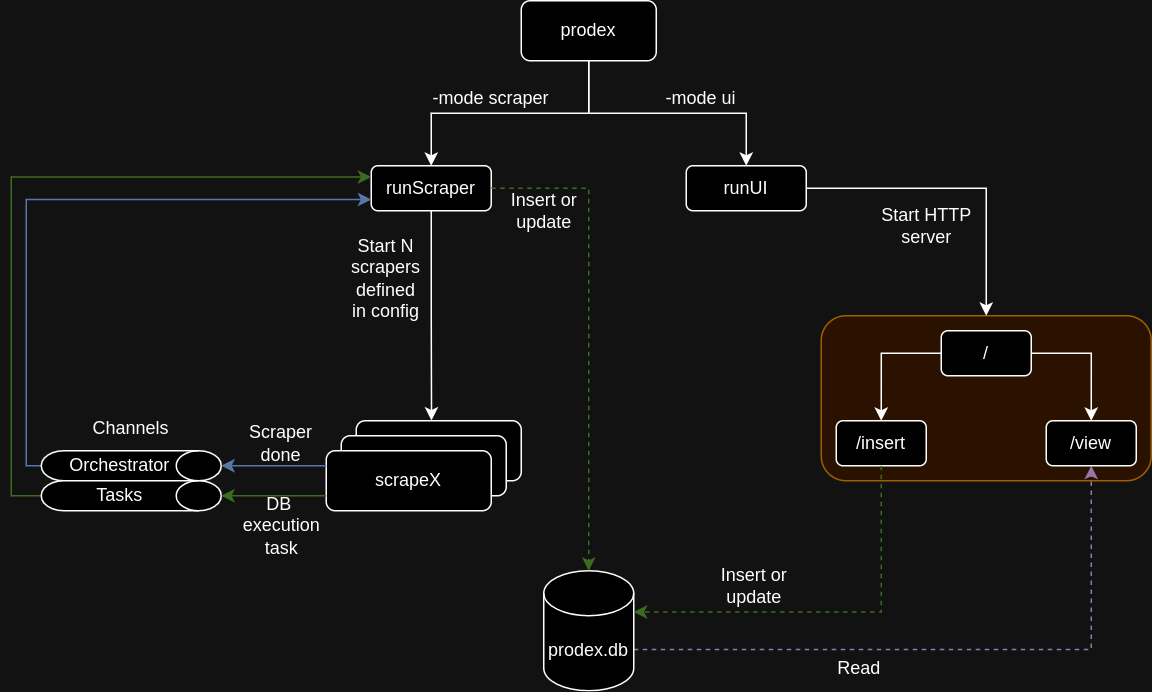 prodex
-mode scraper
-mode ui
runScraper
runUI
Insert or
update
Start HTTP
server
Start N
scrapers
defined
in config
/
Channels
Scraper
done
/insert
/view
Orchestrator
Tasks
scrapeX
DB
execution
task
Insert or
update
prodex.db
Read